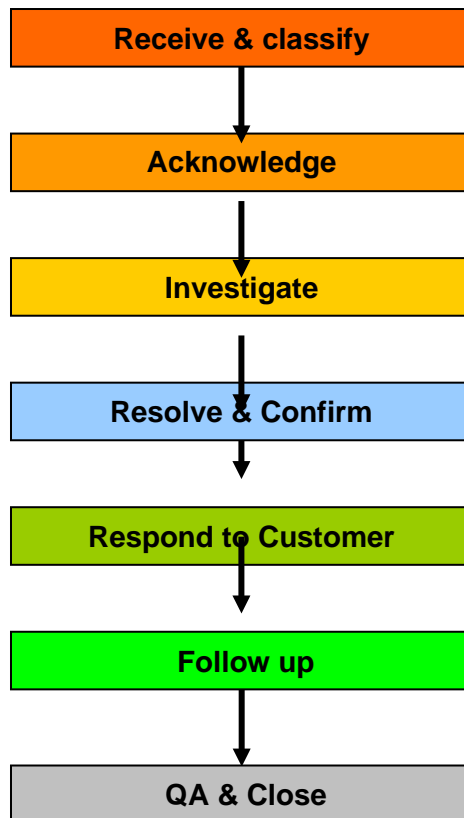 Receive & classify
Acknowledge
Investigate
Resolve & Confirm
Respond to Customer
Follow up
QA & Close